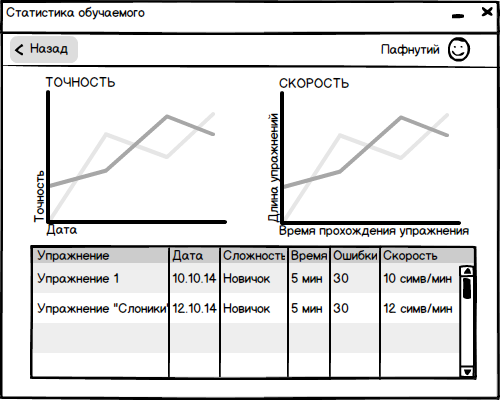 Статистика обучаемого
Назад
Пафнутий
ТОЧНОСТЬ
СКОРОСТЬ
Точность
Дата
Длина упражнений
Время прохождения упражнения
Упражнение Дата Сложность Время Ошибки Скорость
Упражнение 1 10.10.14 Новичок 5 мин 30 10 симв/мин
Упражнение "Слоники" 12.10.14 Новичок 5 мин 30 12 симв/мин